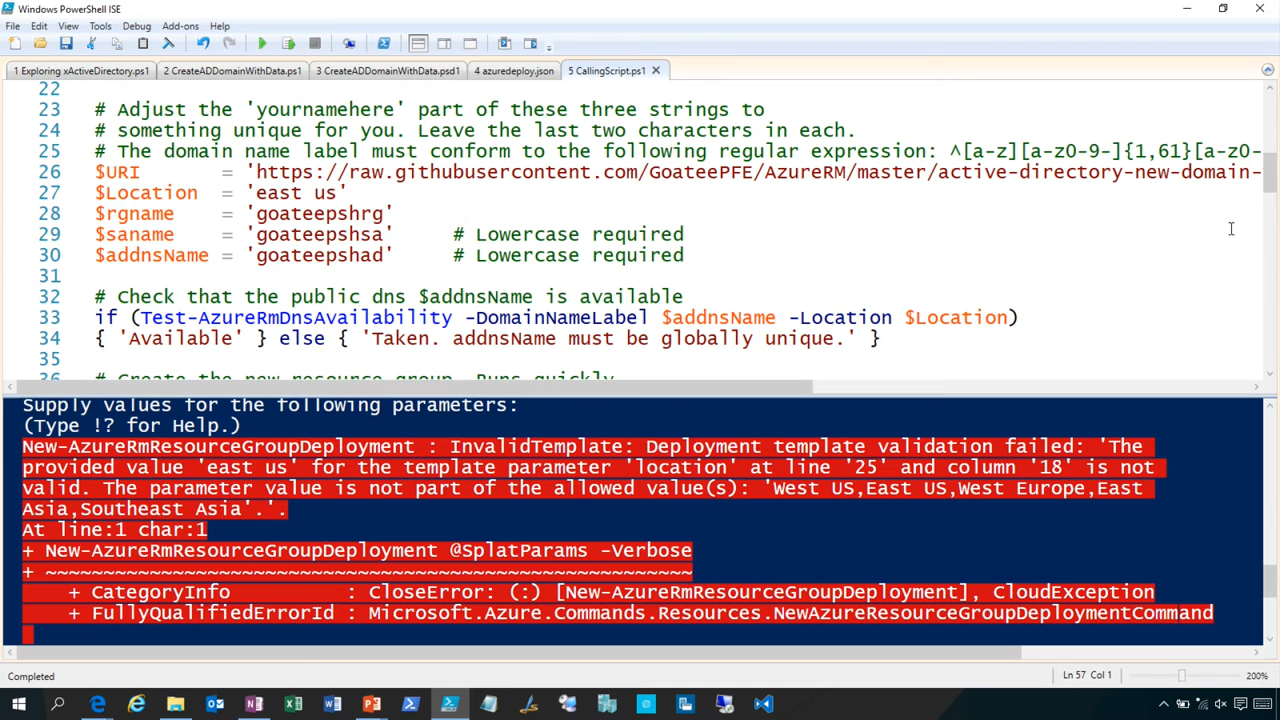 Windows PowerShell ISE
File Edit View Tools Debug Add-ons Help
1 Exploring xActiveDirectory.ps1 2 CreateADDomainWithData.ps1 3 CreateADDomainWithData.psd1 4 azuredeploy.json 5 CallingScript.ps1
22
23 # Adjust the 'yournamehere' part of these three strings to
24 # something unique for you. Leave the last two characters in each.
25 # The domain name label must conform to the following regular expression: ^[a-z][a-z0-9-]{1,61}[a-z0-
26 $URI = 'https://raw.githubusercontent.com/GoateePFE/AzureRM/master/active-directory-new-domain-
27 $Location = 'east us'
28 $rgname = 'goateepshrg'
29 $saname = 'goateepshsa' # Lowercase required
30 $addnsName = 'goateepshad' # Lowercase required
31
32 # Check that the public dns $addnsName is available
33 if (Test-AzureRmDnsAvailability -DomainNameLabel $addnsName -Location $Location)
34 { 'Available' } else { 'Taken. addnsName must be globally unique.' }
35
36 # Create the new resource group. Runs quickly.
Supply values for the following parameters:
(Type !? for Help.)
New-AzureRmResourceGroupDeployment : InvalidTemplate: Deployment template validation failed: 'The
provided value 'east us' for the template parameter 'location' at line '25' and column '18' is not
valid. The parameter value is not part of the allowed value(s): 'West US,East US,West Europe,East
Asia,Southeast Asia'.'.
At line:1 char:1
+ New-AzureRmResourceGroupDeployment @SplatParams -Verbose
+ ~~~~~~~~~~~~~~~~~~~~~~~~~~~~~~~~~~~~~~~~~~~~~~~~~~~~~~~~
+ CategoryInfo : CloseError: (:) [New-AzureRmResourceGroupDeployment], CloudException
+ FullyQualifiedErrorId : Microsoft.Azure.Commands.Resources.NewAzureResourceGroupDeploymentCommand
Completed Ln 57 Col 1 200%